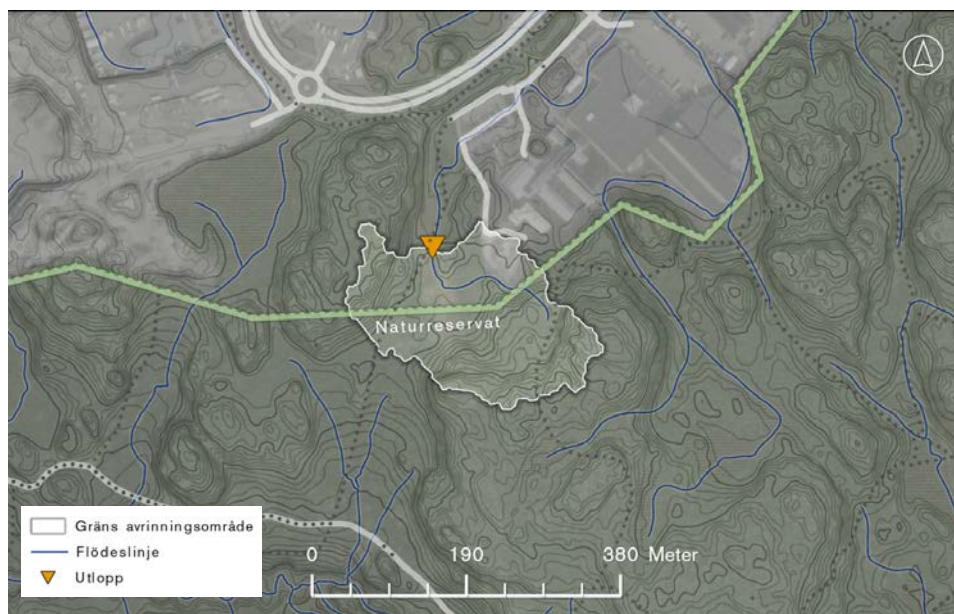 Naturreservat
Gräns avrinningsområde
Flödeslinje
Utlopp
0 190 380 Meter